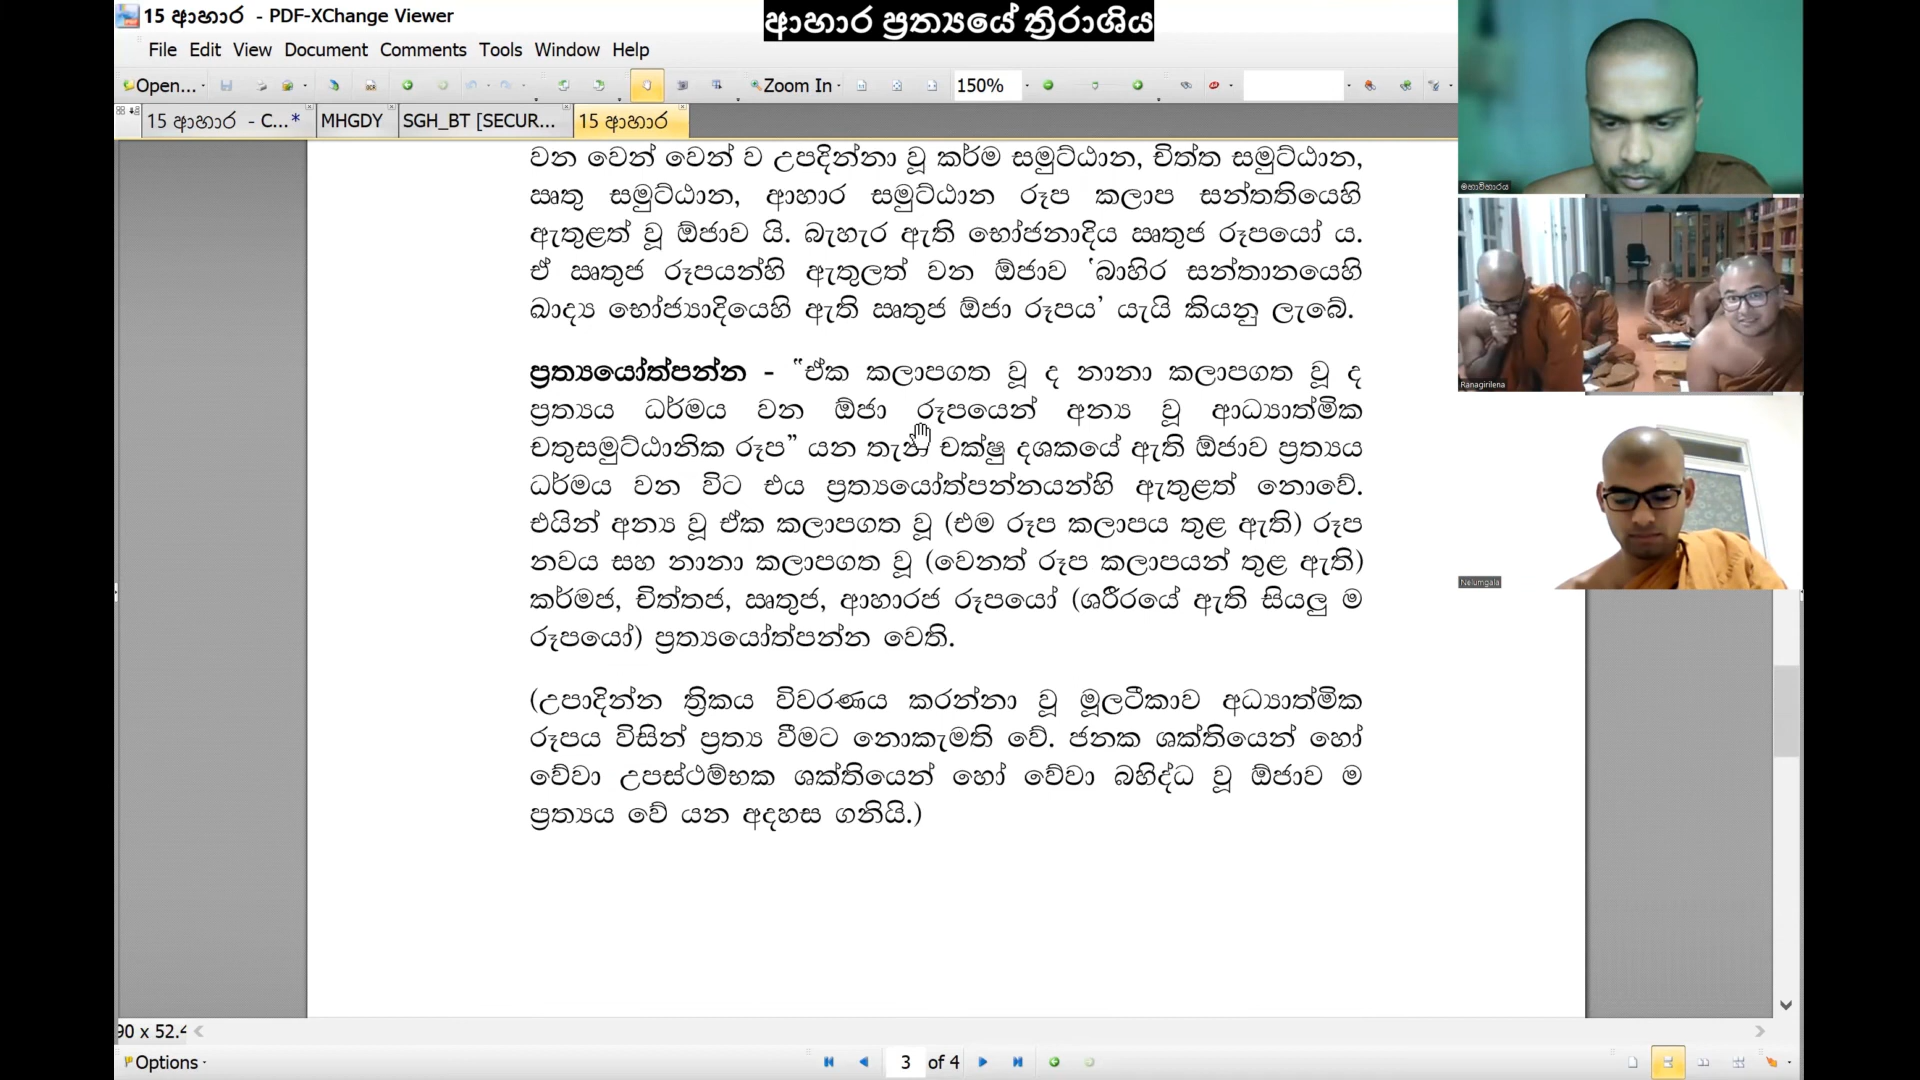 15 ආහාර - PDF-XChange Viewer
ආහාර ප්‍රත්‍යයේ ත්‍රිරාශිය
File Edit View Document Comments Tools Window Help
Open... Zoom In 150%
15 ආහාර - C...* MHGDY SGH_BT [SECUR... 15 ආහාර
වන වෙන් වෙන් ව උපදින්නා වූ කර්ම සමුට්ඨාන, චිත්ත සමුට්ඨාන,
සෘතු සමුට්ඨාන, ආහාර සමුට්ඨාන රූප කලාප සන්තතියෙහි
ඇතුළත් වූ ඕජාව යි. බැහැර ඇති භෝජනාදිය සෘතුජ රූපයෝ ය.
ඒ සෘතුජ රූපයන්හි ඇතුලත් වන ඕජාව ‘බාහිර සන්තානයෙහි
ඛාද්‍ය භෝජ්‍යාදියෙහි ඇති සෘතුජ ඕජා රූපය’ යැයි කියනු ලැබේ.
ප්‍රත්‍යයෝත්පන්න - “ඒක කලාපගත වූ ද නානා කලාපගත වූ ද
ප්‍රත්‍යය ධර්මය වන ඕජා රූපයෙන් අන්‍ය වූ ආධ්‍යාත්මික
චතුසමුට්ඨානික රූප” යන තැන චක්ෂු දශකයේ ඇති ඕජාව ප්‍රත්‍යය
ධර්මය වන විට එය ප්‍රත්‍යයෝත්පන්නයන්හි ඇතුළත් නොවේ.
එයින් අන්‍ය වූ ඒක කලාපගත වූ (එම රූප කලාපය තුළ ඇති) රූප
නවය සහ නානා කලාපගත වූ (වෙනත් රූප කලාපයන් තුළ ඇති)
කර්මජ, චිත්තජ, සෘතුජ, ආහාරජ රූපයෝ (ශරීරයේ ඇති සියලු ම
රූපයෝ) ප්‍රත්‍යයෝත්පන්න වෙති.
(උපාදින්න ත්‍රිකය විවරණය කරන්නා වූ මූලටීකාව අධ්‍යාත්මික
රූපය විසින් ප්‍රත්‍ය වීමට නොකැමති වේ. ජනක ශක්තියෙන් හෝ
වේවා උපස්ථම්භක ශක්තියෙන් හෝ වේවා බහිද්ධ වූ ඕජාව ම
ප්‍රත්‍යය වේ යන අදහස ගනියි.)
මහාවිහාරය
Ranagirilena
Nelumgala
90 x 52.4
Options
3 of 4